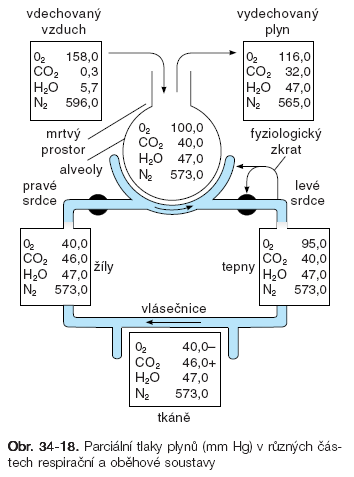 vdechovaný
vzduch
vydechovaný
plyn
O₂ 158,0
CO₂ 0,3
H₂O 5,7
N₂ 596,0
O₂ 116,0
CO₂ 32,0
H₂O 47,0
N₂ 565,0
mrtvý
prostor
alveoly
O₂ 100,0
CO₂ 40,0
H₂O 47,0
N₂ 573,0
fyziologický
zkrat
pravé
srdce
levé
srdce
O₂ 40,0
CO₂ 46,0
H₂O 47,0
N₂ 573,0
žíly
tepny
O₂ 95,0
CO₂ 40,0
H₂O 47,0
N₂ 573,0
vlásečnice
O₂ 40,0–
CO₂ 46,0+
H₂O 47,0
N₂ 573,0
tkáně
Obr. 34-18. Parciální tlaky plynů (mm Hg) v různých čás-
tech respirační a oběhové soustavy